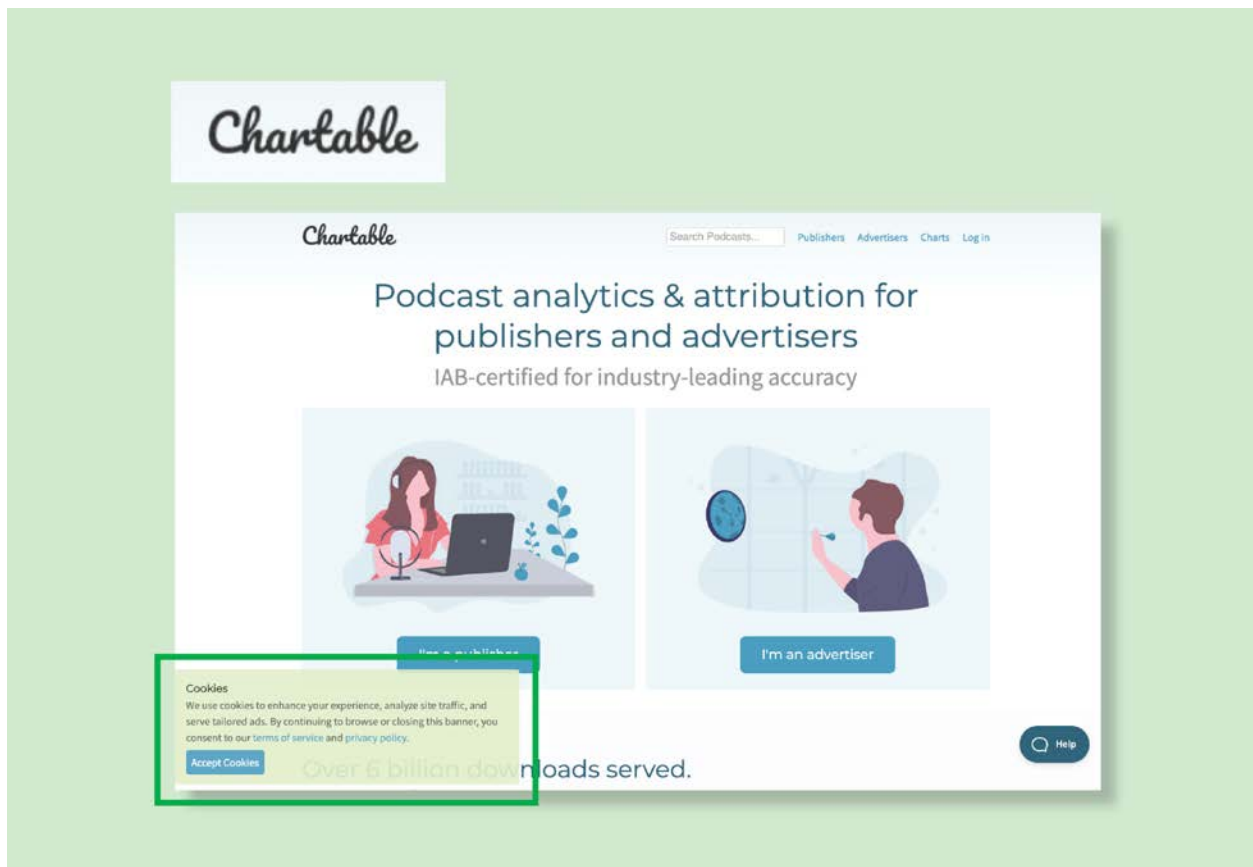 Chartable
Chartable
Search Podcasts...
Publishers Advertisers Charts Log in
Podcast analytics & attribution for
publishers and advertisers
IAB-certified for industry-leading accuracy
I'm a publisher
I'm an advertiser
Cookies
We use cookies to enhance your experience, analyze site traffic, and
serve tailored ads. By continuing to browse or closing this banner, you
consent to our terms of service and privacy policy.
Accept Cookies
Help
Over 6 billion downloads served.